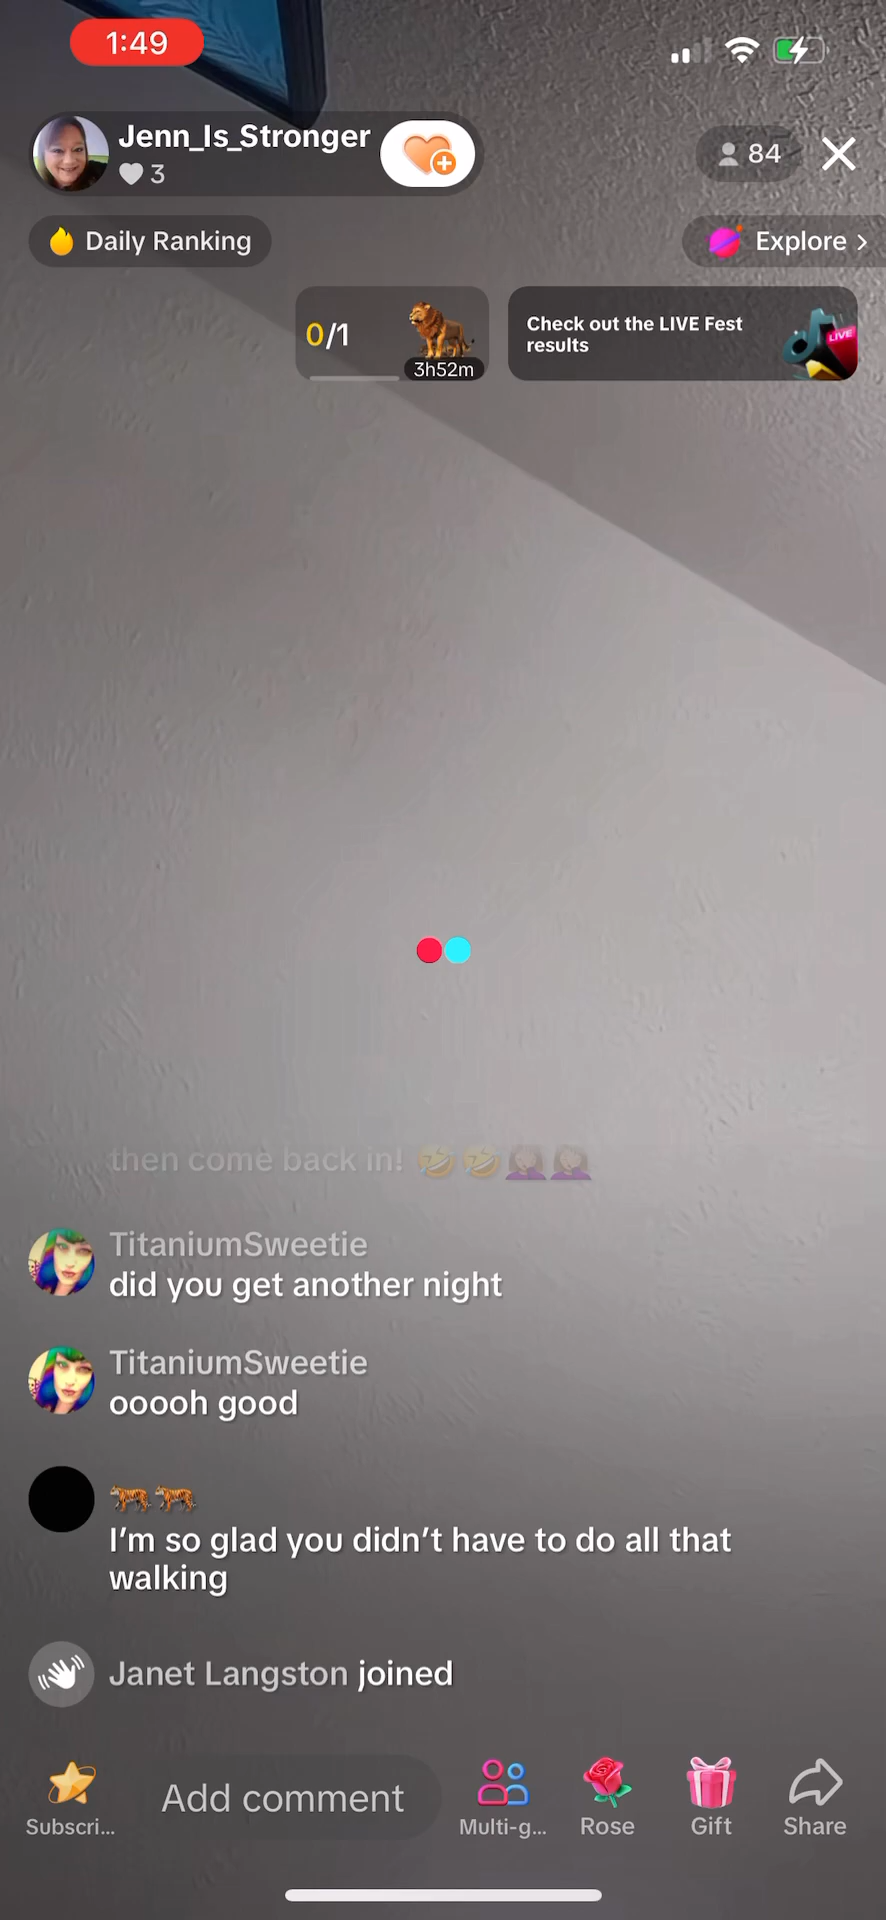 1:49
Jenn_Is_Stronger
3
84
Daily Ranking
Explore >
0/1
3h52m
Check out the LIVE Fest
results
LIVE
then come back in! 🤣🤣🤦🏼‍♀️🤦🏼‍♀️
TitaniumSweetie
did you get another night
TitaniumSweetie
ooooh good
🐅🐅
I'm so glad you didn't have to do all that
walking
Janet Langston joined
Subscri...
Add comment
Multi-g...
Rose
Gift
Share